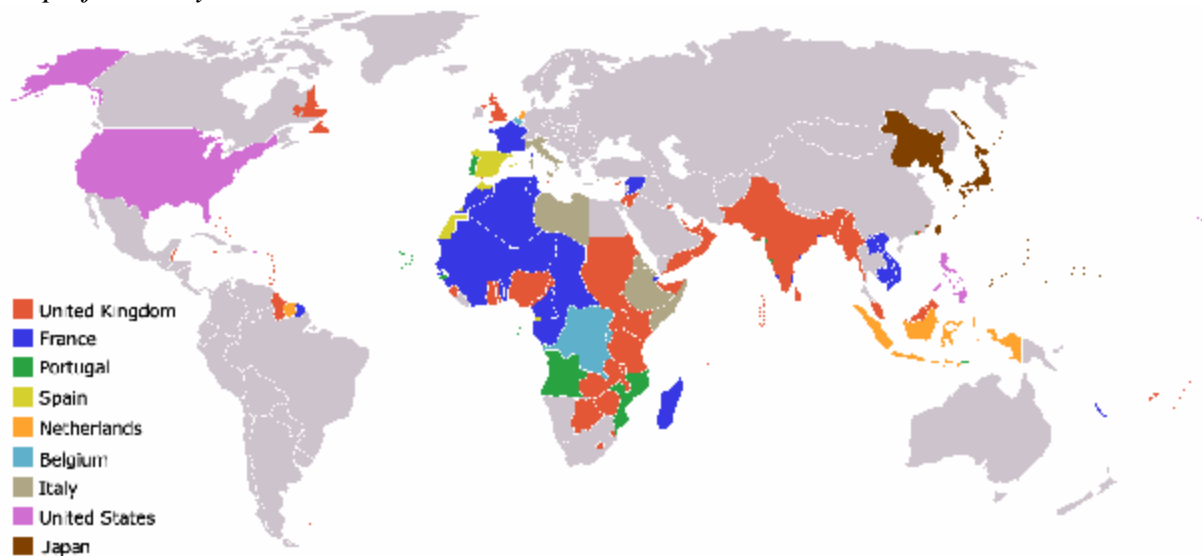 United Kingdom
France
Portugal
Spain
Netherlands
Belgium
Italy
United States
Japan